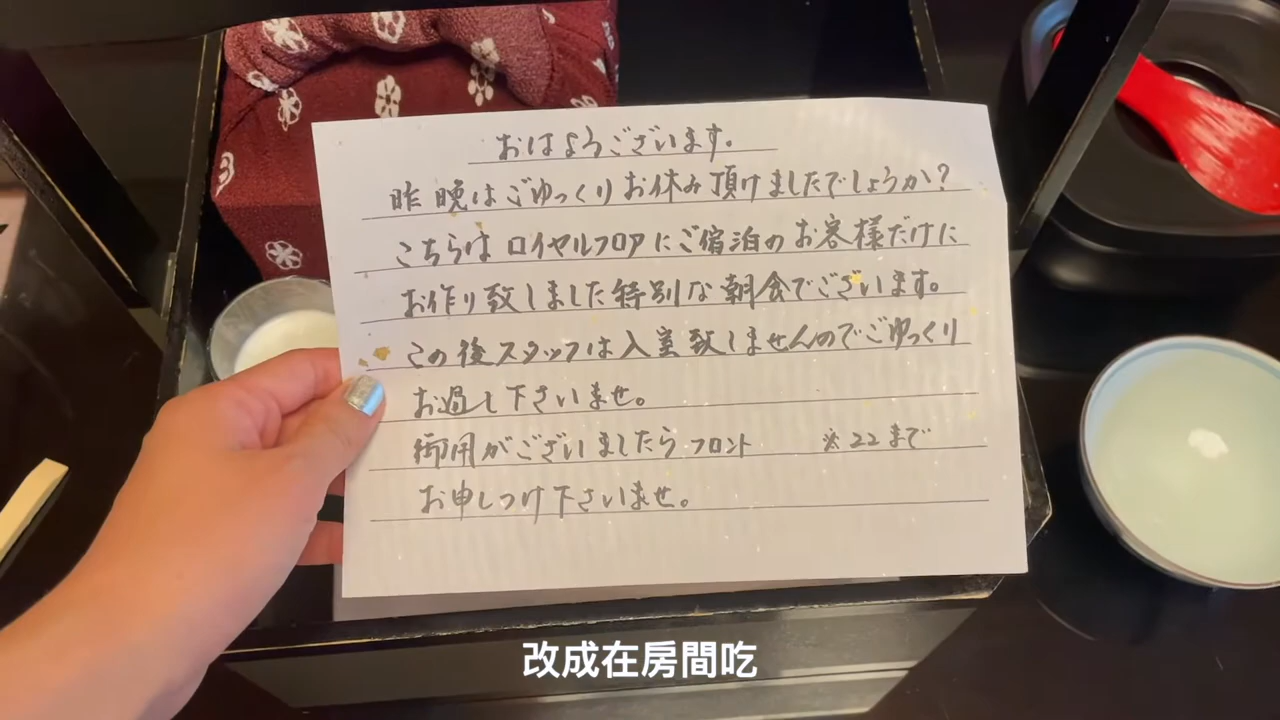 おはようございます。
昨晩はごゆっくりお休み頂けましたでしょうか?
こちらは ロイヤルフロアにご宿泊のお客様だけに
お作り致しました特別な朝食でございます。
この後スタッフは入室致しませんのでごゆっくり
お過し下さいませ。
御用がございましたらフロント ※22まで
お申しつけ下さいませ。
改成在房間吃